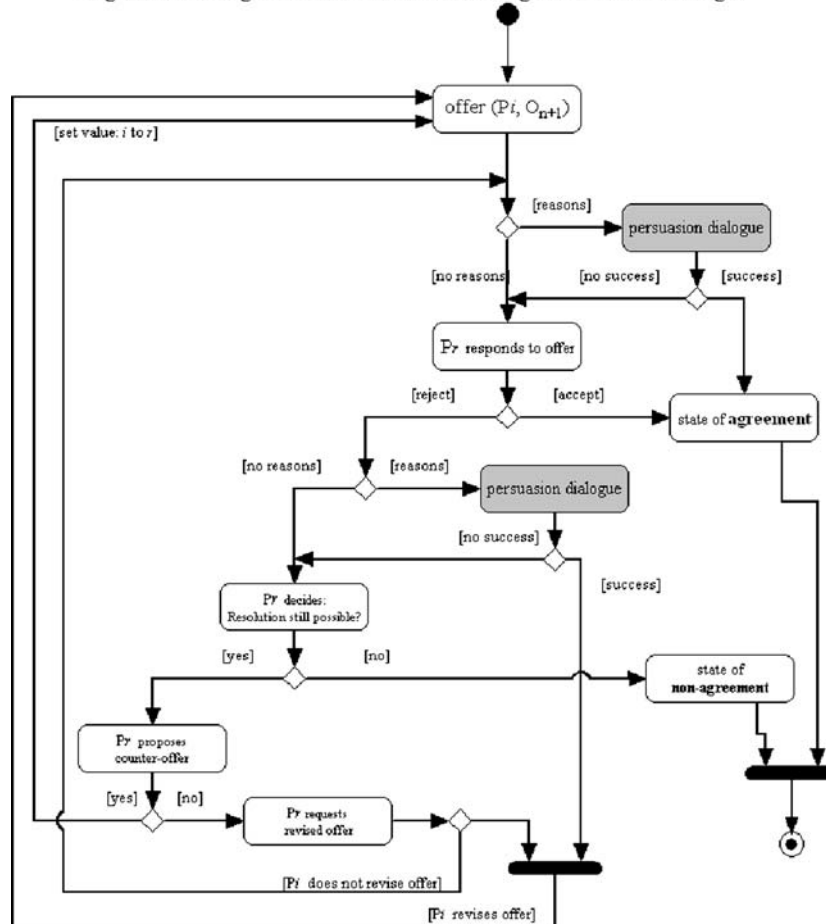 offer (Pi, On+1)
[set value: i to r]
[reasons]
persuasion dialogue
[no reasons]
[no success]
[success]
Pr responds to offer
[reject]
[accept]
state of agreement
[no reasons]
[reasons]
persuasion dialogue
[no success]
[success]
Pr decides:
Resolution still possible?
[yes]
[no]
state of
non-agreement
Pr proposes
counter-offer
[yes]
[no]
Pr requests
revised offer
[Pi does not revise offer]
[Pi revises offer]